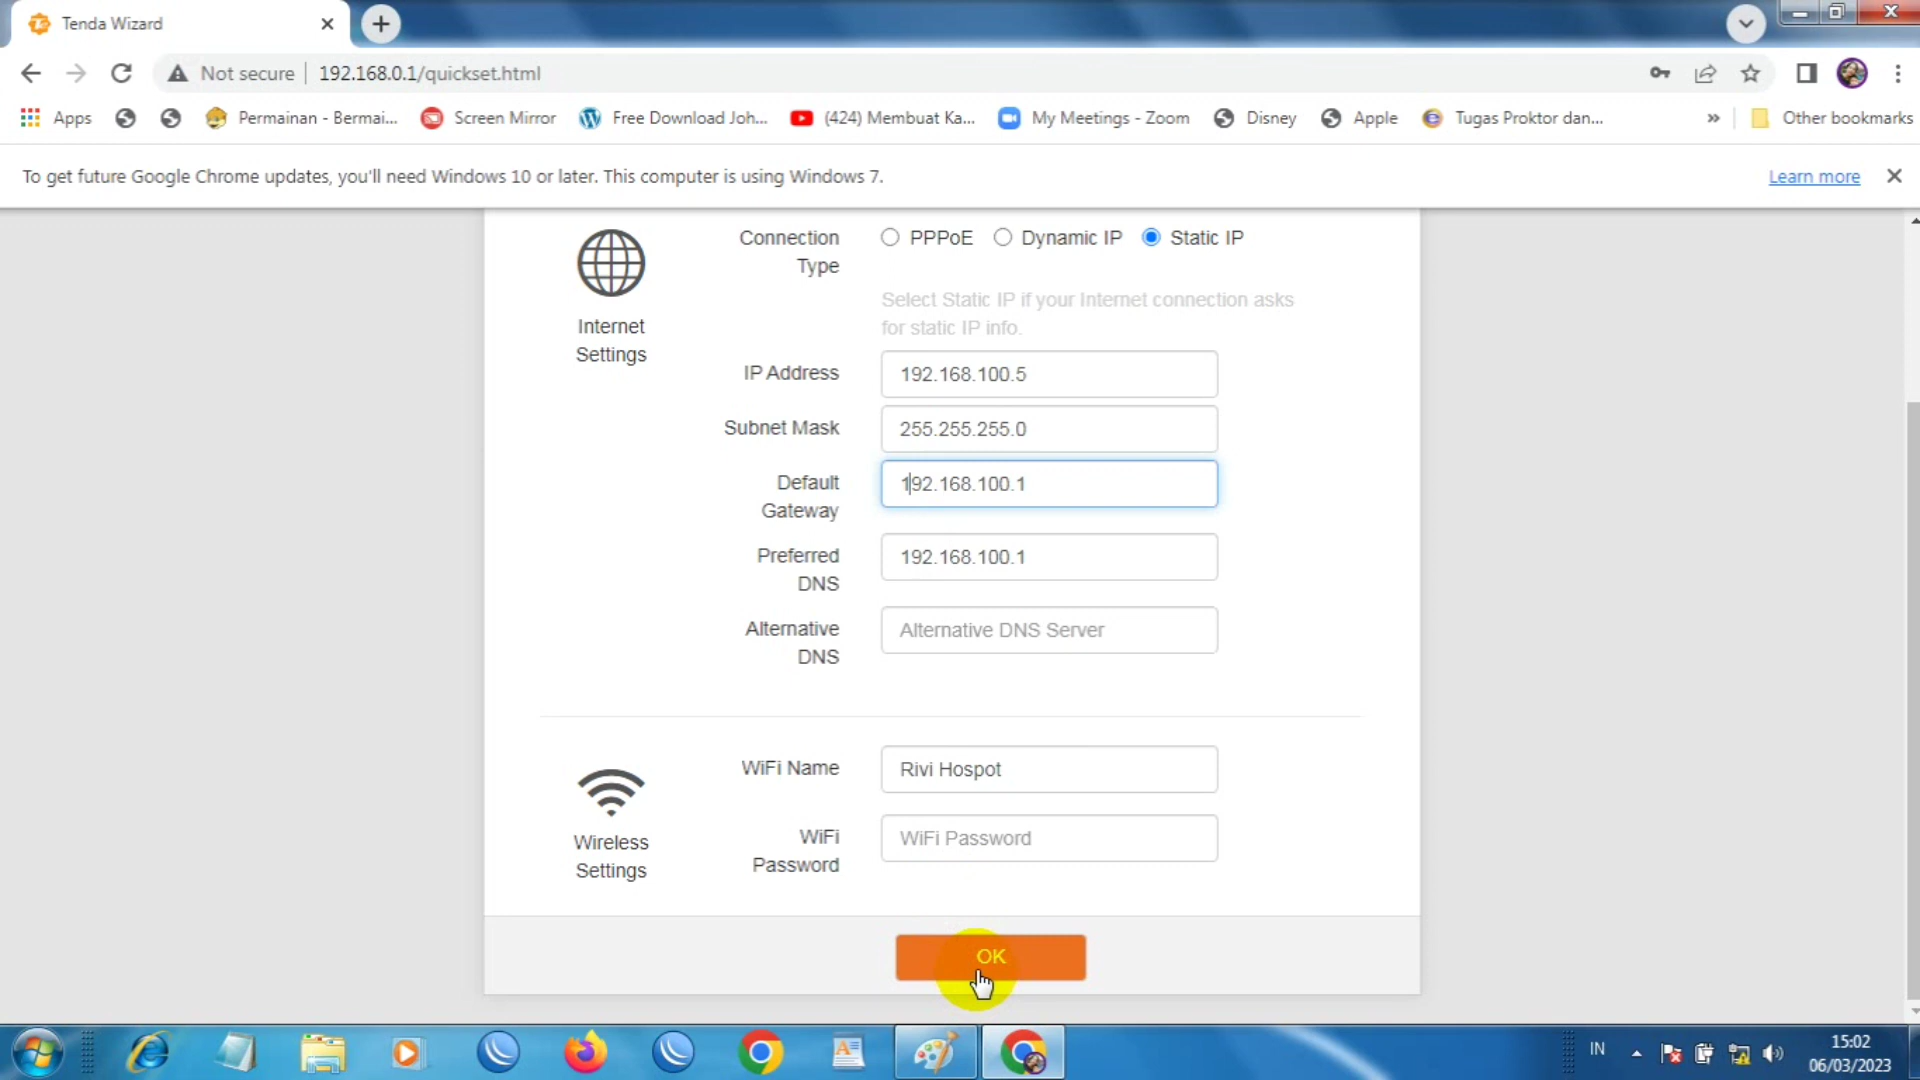 Tenda Wizard
Not secure 192.168.0.1/quickset.html
Apps Permainan - Bermai... Screen Mirror Free Download Joh... (424) Membuat Ka... My Meetings - Zoom Disney Apple Tugas Proktor dan... » Other bookmarks
To get future Google Chrome updates, you'll need Windows 10 or later. This computer is using Windows 7. Learn more
Connection Type PPPoE Dynamic IP Static IP
Select Static IP if your Internet connection asks
for static IP info.
Internet
Settings
IP Address 192.168.100.5
Subnet Mask 255.255.255.0
Default
Gateway
192.168.100.1
Preferred
DNS
192.168.100.1
Alternative
DNS
Alternative DNS Server
WiFi Name Rivi Hospot
Wireless
Settings
WiFi
Password
WiFi Password
OK
IN 15:02
06/03/2023